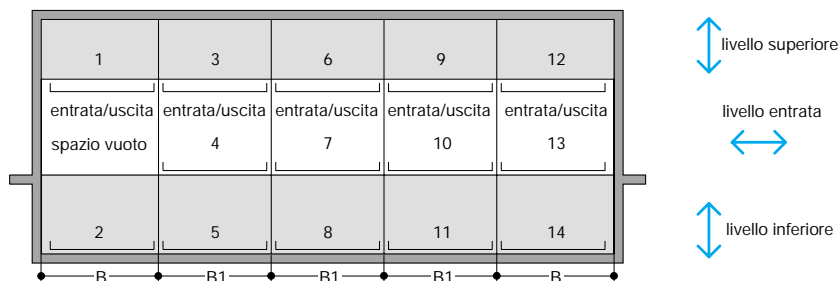 1 3 6 9 12
livello superiore
entrata/uscita entrata/uscita entrata/uscita entrata/uscita entrata/uscita
livello entrata
spazio vuoto 4 7 10 13
2 5 8 11 14
livello inferiore
B B1 B1 B1 B